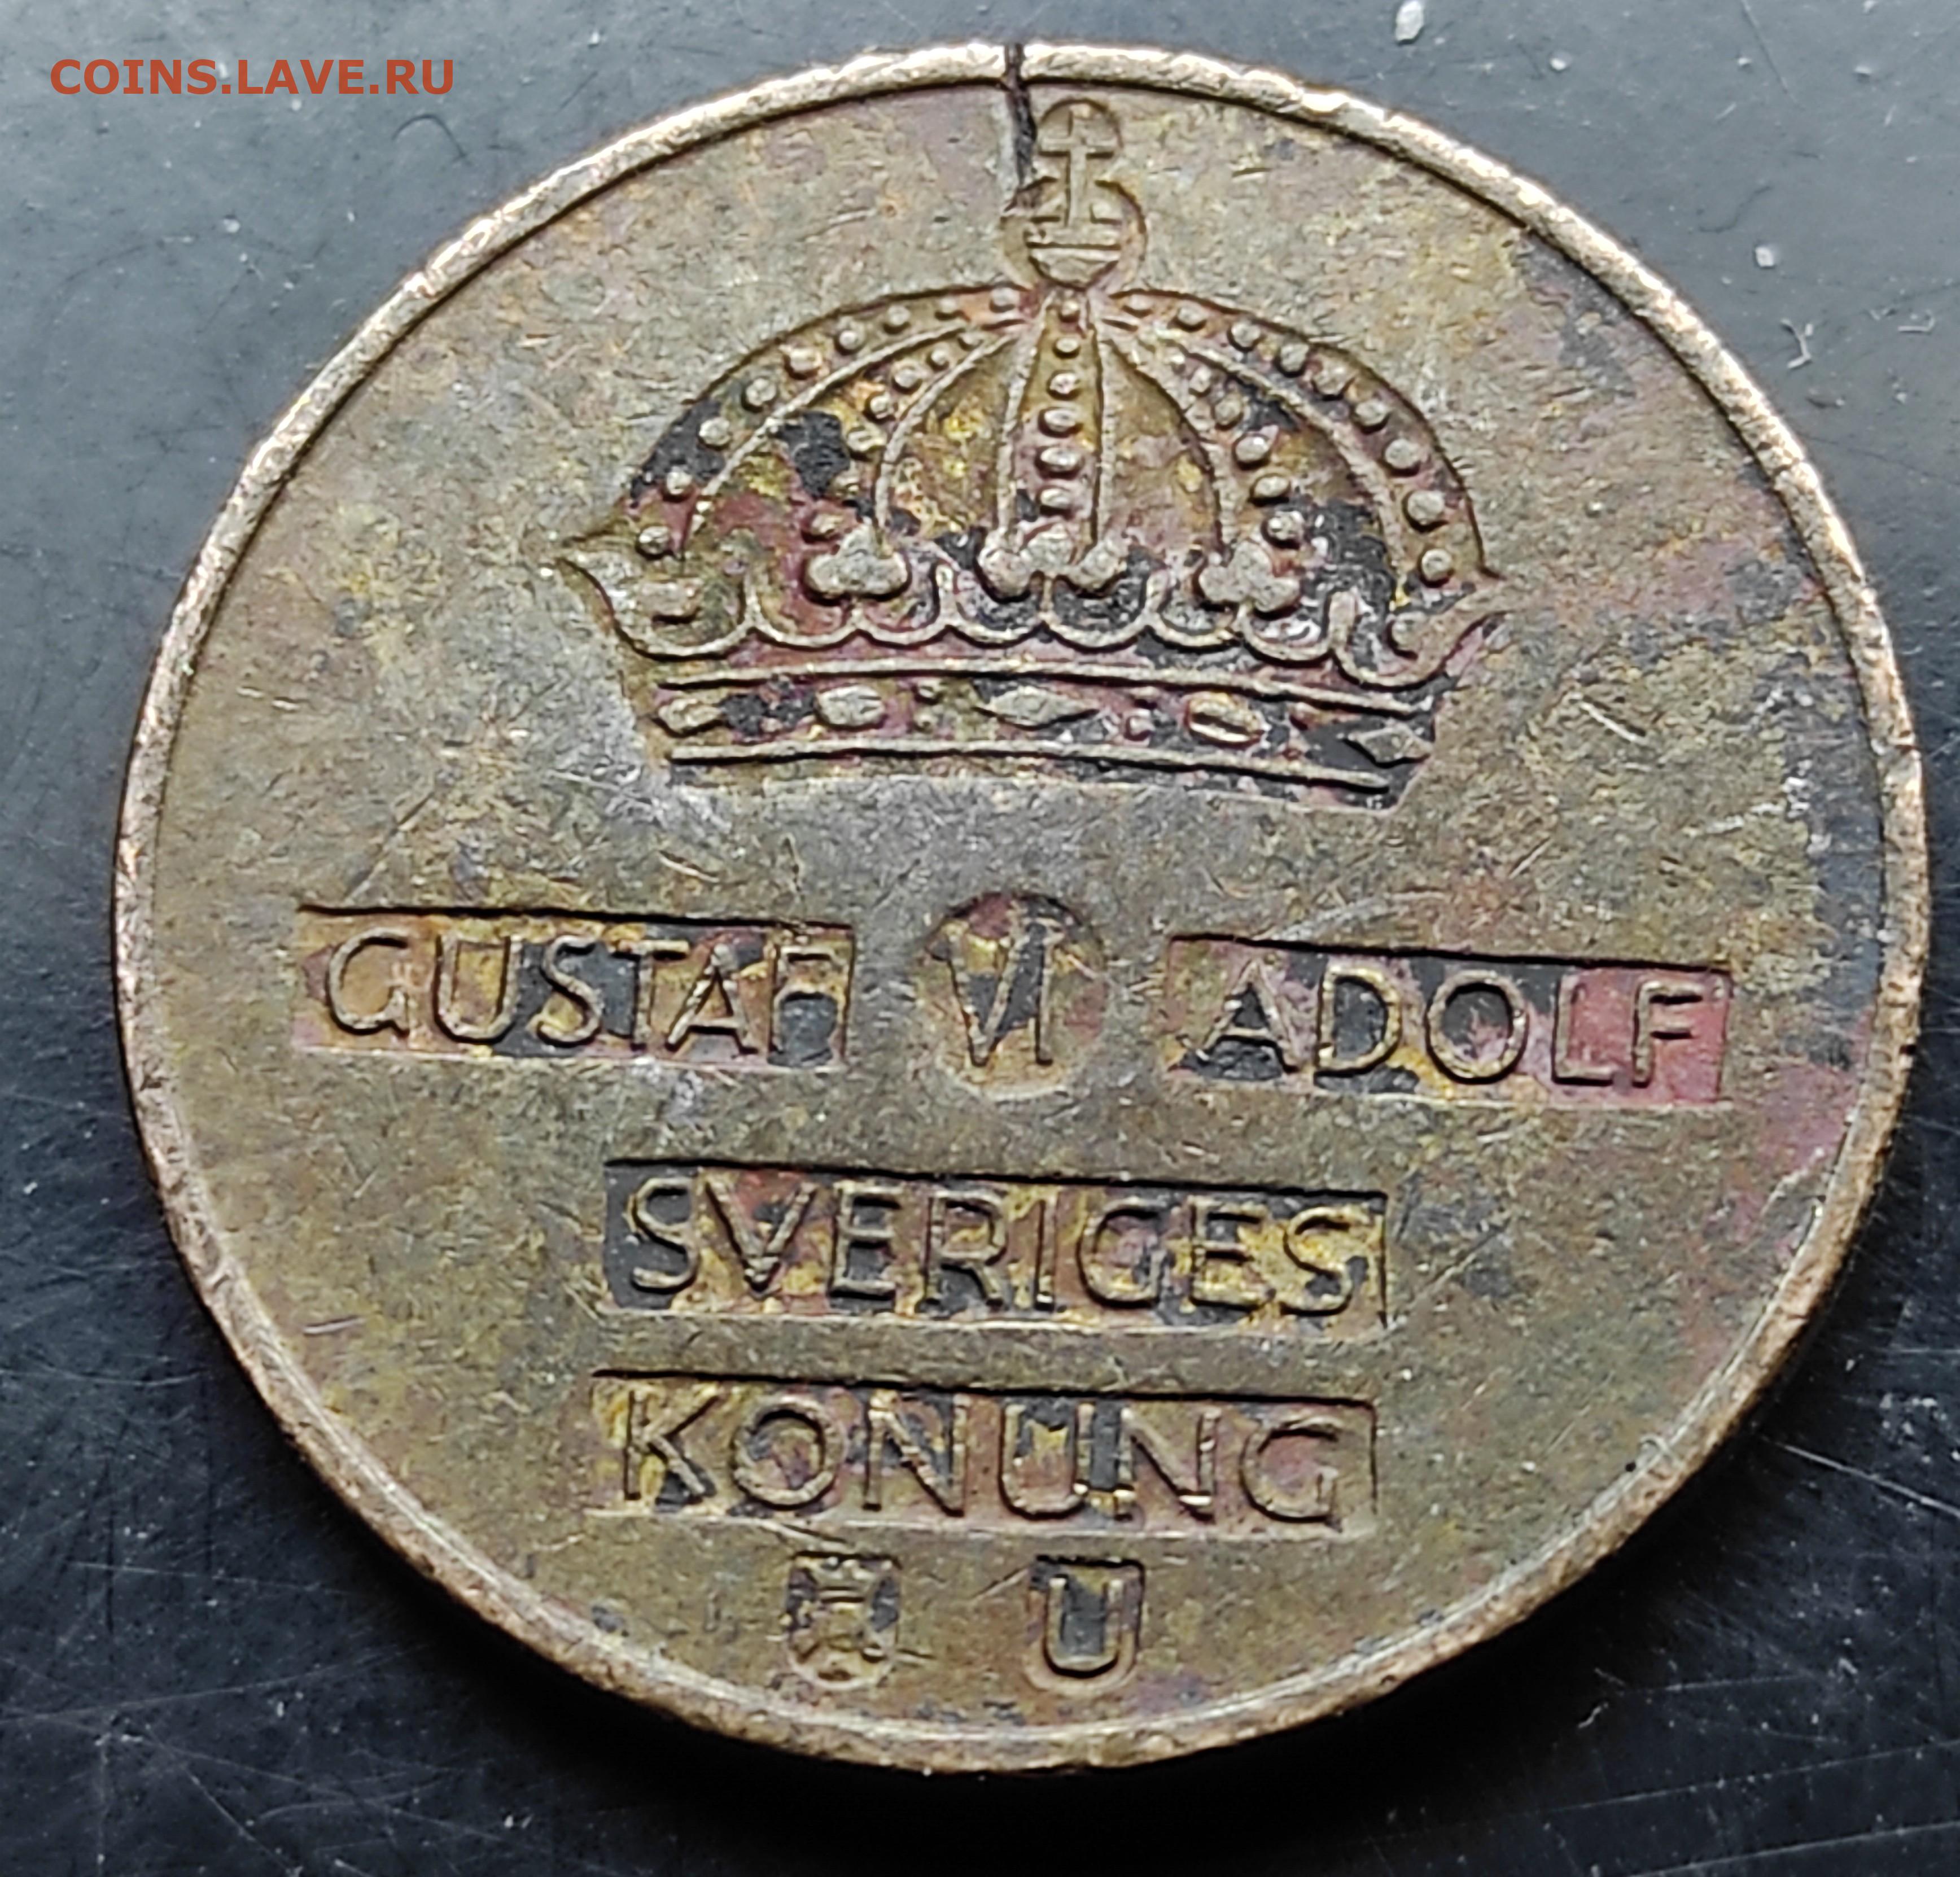 COINS.LAVE.RU
GUSTAF VI ADOLF
SVERIGES
KONUNG
U